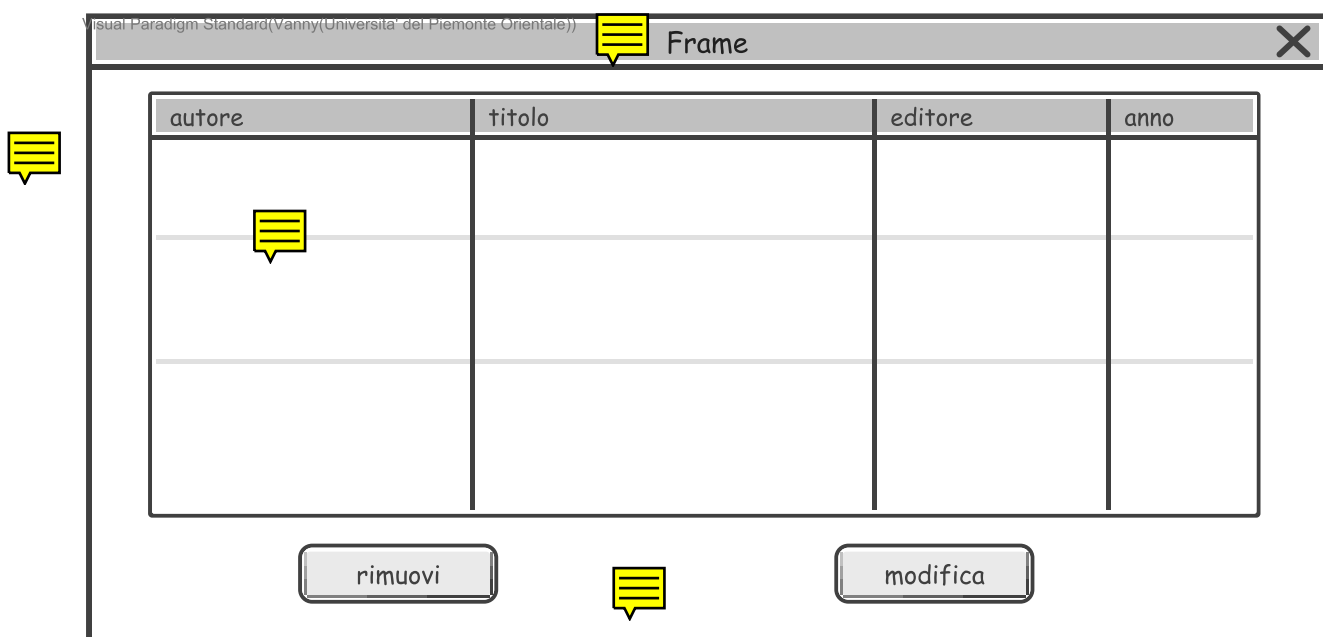 Visual Paradigm Standard(Vanny(Universita' del Piemonte Orientale))
Frame
autore titolo editore anno
rimuovi modifica